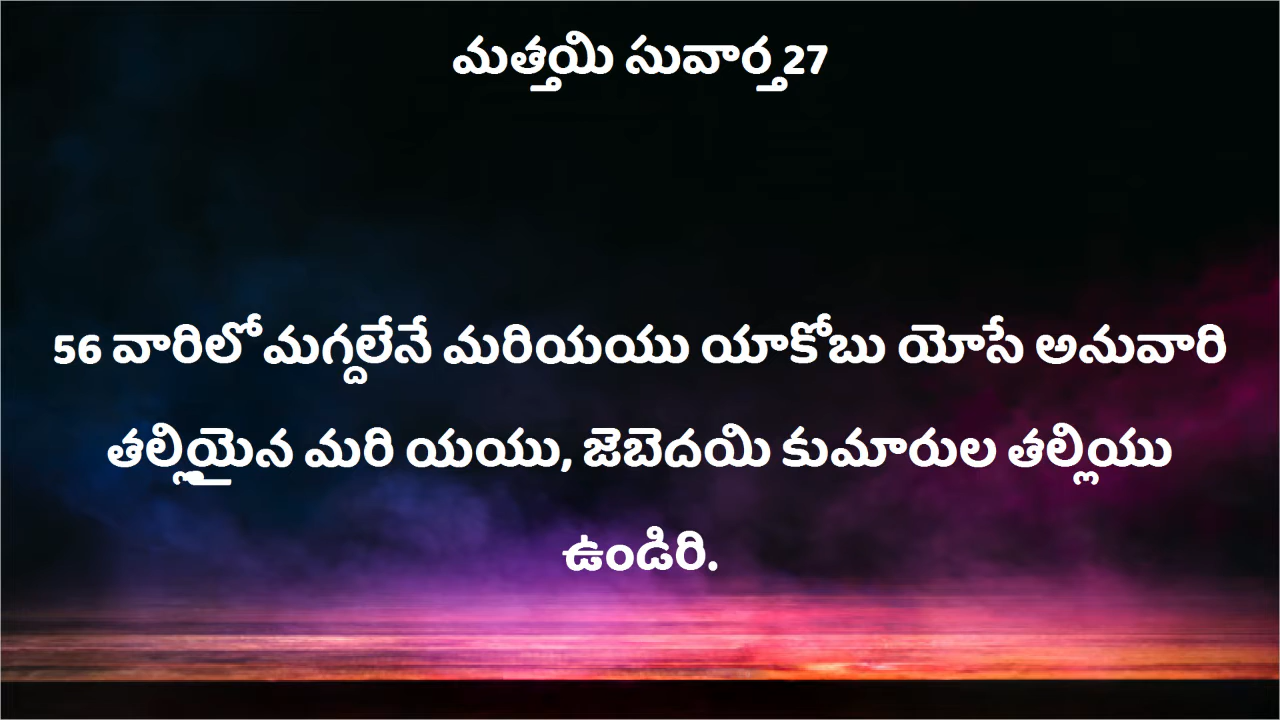 మత్తయి సువార్త 27
56 వారిలో మగ్దలేనే మరియయు యాకోబు యోసే అనువారి
తల్లియైన మరి యయు, జెబెదయి కుమారుల తల్లియు
ఉండిరి.